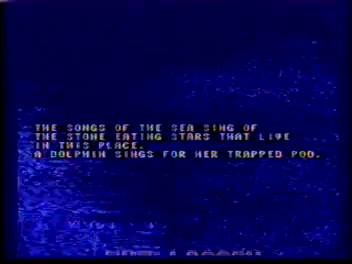 THE SONGS OF THE SEA SING OF
THE STONE EATING STARS THAT LIVE
IN THIS PLACE.
A DOLPHIN SINGS FOR HER TRAPPED POD.